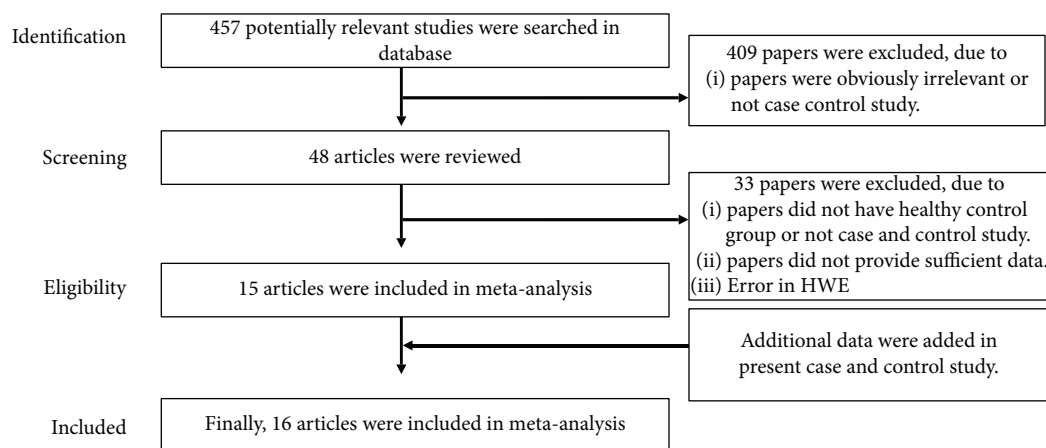 Identification
457 potentially relevant studies were searched in
database
409 papers were excluded, due to
(i) papers were obviously irrelevant or
not case control study.
Screening
48 articles were reviewed
33 papers were excluded, due to
(i) papers did not have healthy control
group or not case and control study.
(ii) papers did not provide sufficient data.
(iii) Error in HWE
Eligibility
15 articles were included in meta-analysis
Additional data were added in
present case and control study.
Included
Finally, 16 articles were included in meta-analysis